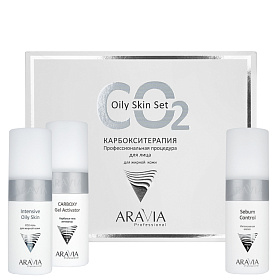 CO2
Oily Skin Set
КАРБОКСИТЕРАПИЯ
Профессиональная процедура
для лица
для жирной кожи
ARAVIA
Professional
Intensive
Oily Skin
ARAVIA
CARBOXY
Gel Activator
ARAVIA
Sebum
Control
ARAVIA